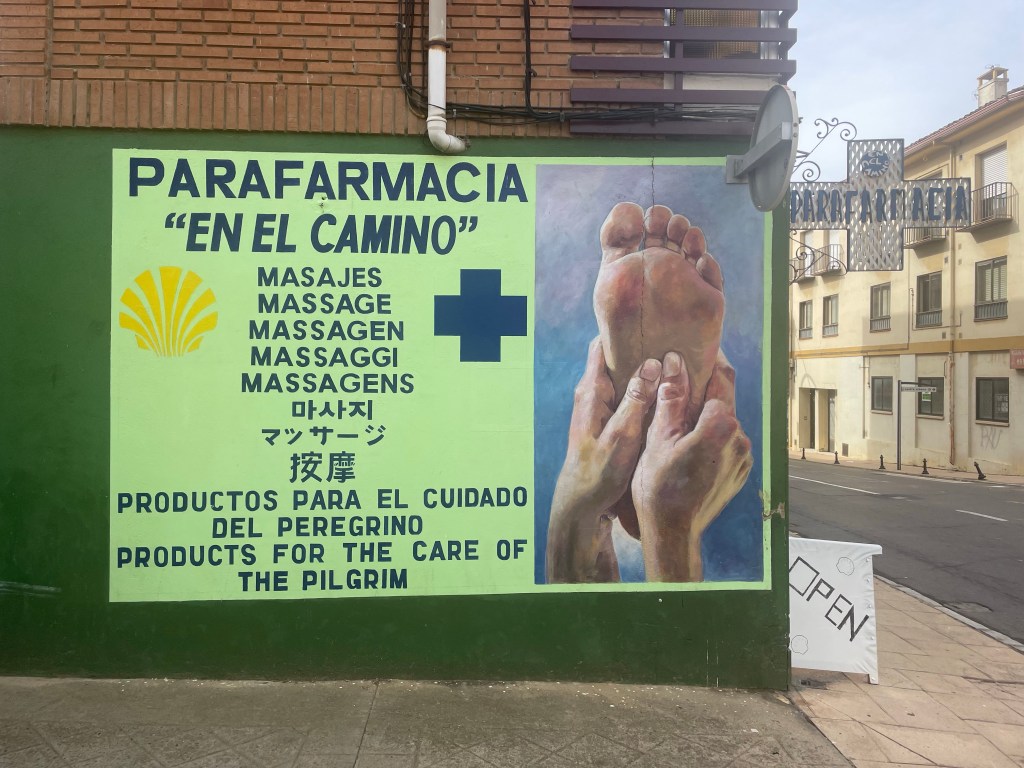 PARAFARMACIA
"EN EL CAMINO"
MASAJES
MASSAGE
MASSAGEN
MASSAGGI
MASSAGENS
마사지
マッサージ
按摩
PRODUCTOS PARA EL CUIDADO
DEL PEREGRINO
PRODUCTS FOR THE CARE OF
THE PILGRIM
PARAFARMACIA
OPEN